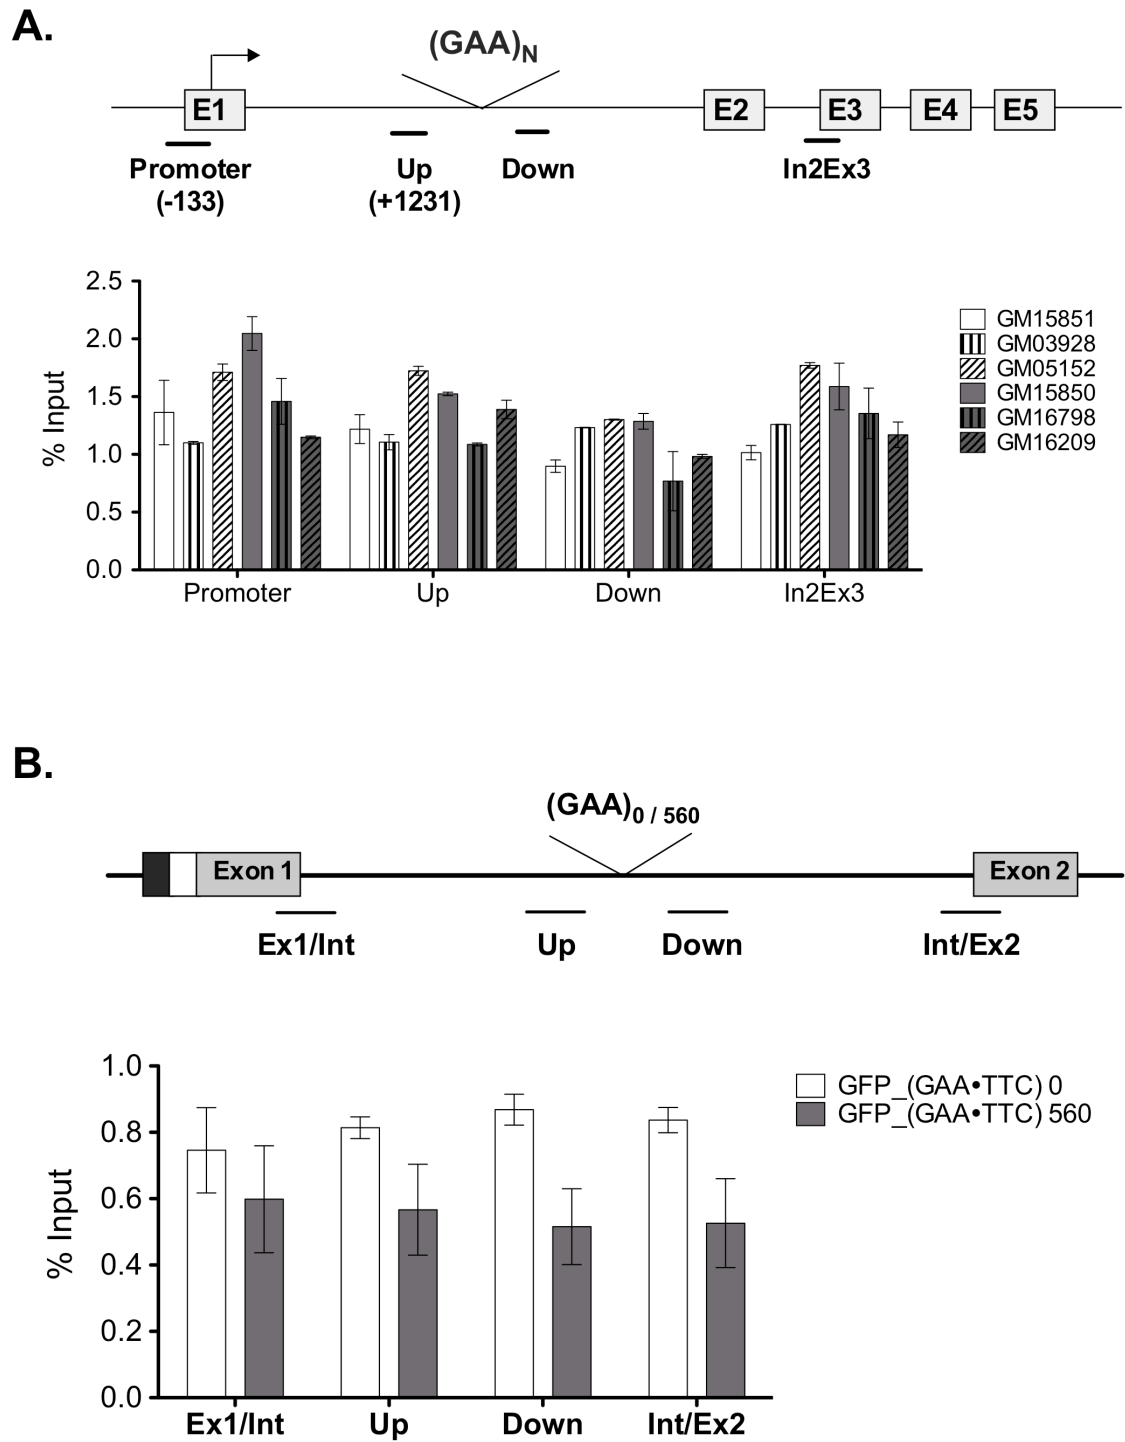 A.
(GAA)N
E1 E2 E3 E4 E5
Promoter Up Down In2Ex3
(-133) (+1231)
2.5
2.0
1.5
1.0
0.5
0.0
% Input
Promoter Up Down In2Ex3
GM15851
GM03928
GM05152
GM15850
GM16798
GM16209
B.
(GAA)0 / 560
Exon 1 Exon 2
Ex1/Int Up Down Int/Ex2
1.0
0.8
0.6
0.4
0.2
0.0
% Input
Ex1/Int Up Down Int/Ex2
GFP_(GAA•TTC) 0
GFP_(GAA•TTC) 560